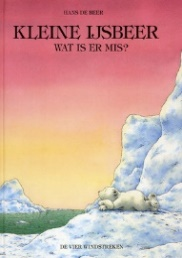 HANS DE BEER
KLEINE IJSBEER
WAT IS ER MIS?
DE VIER WINDSTREKEN